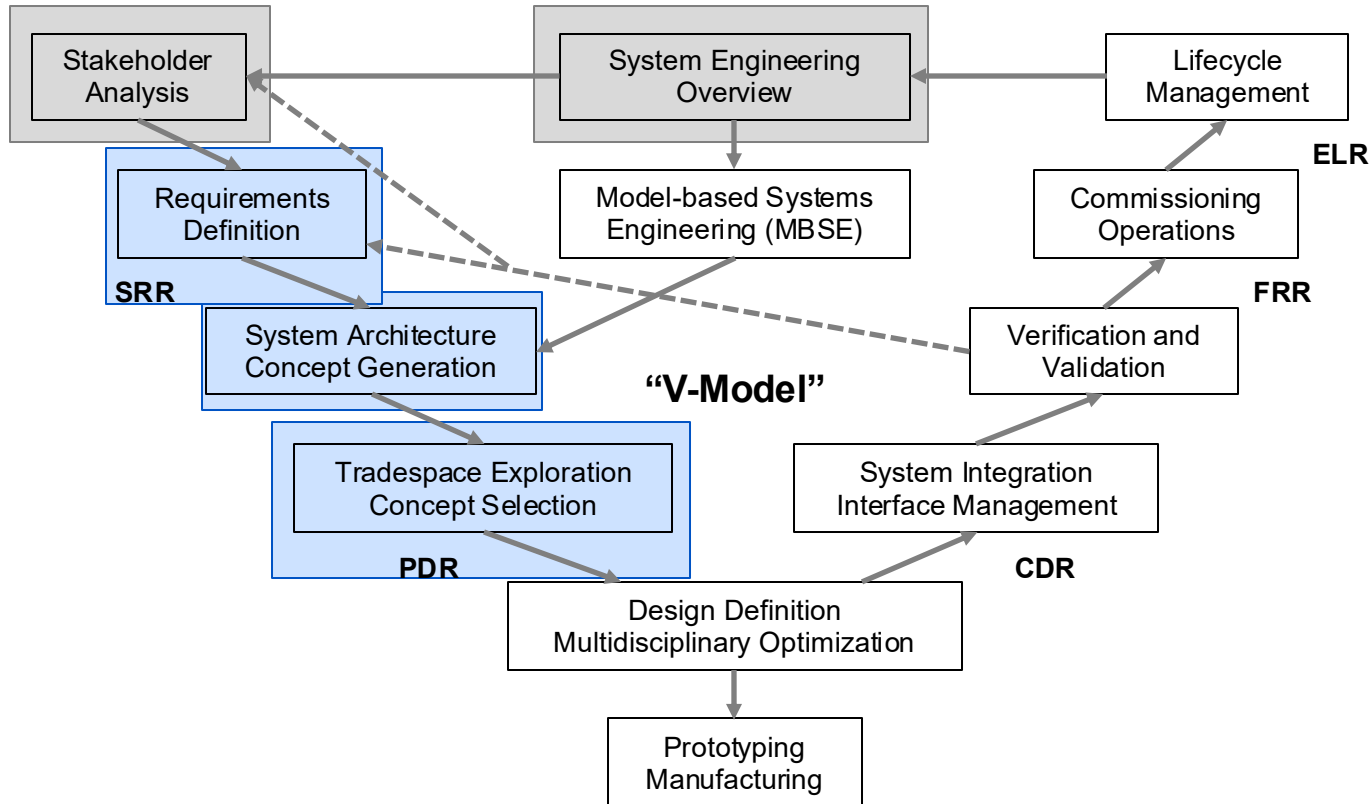 Stakeholder
Analysis
System Engineering
Overview
Lifecycle
Management
ELR
Requirements
Definition
SRR
Model-based Systems
Engineering (MBSE)
Commissioning
Operations
FRR
System Architecture
Concept Generation
“V-Model”
Verification and
Validation
Tradespace Exploration
Concept Selection
PDR
System Integration
Interface Management
CDR
Design Definition
Multidisciplinary Optimization
Prototyping
Manufacturing